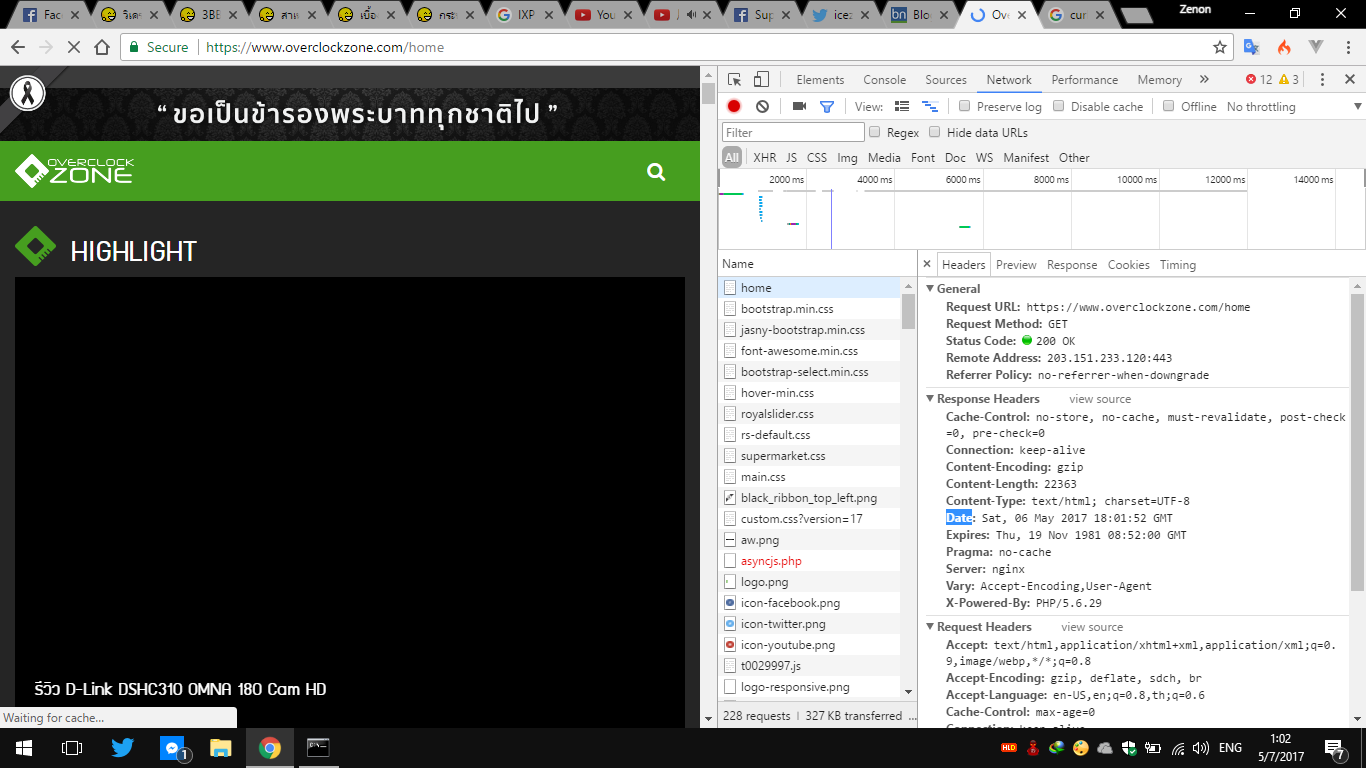 Fac
วิเคร
3BB
สาเห
เบื้อ
กระ
IXP
You
Sup
ice:
bn Blo
Ove
cur
Zenon
Secure https://www.overclockzone.com/home
“ ขอเป็นข้ารองพระบาททุกชาติไป ”
OVERCLOCK
ZONE
HIGHLIGHT
รีวิว D-Link DSHC310 OMNA 180 Cam HD
Waiting for cache...
Elements Console Sources Network Performance Memory » 12 3
View: Preserve log Disable cache Offline No throttling
Filter Regex Hide data URLs
All XHR JS CSS Img Media Font Doc WS Manifest Other
2000 ms 4000 ms 6000 ms 8000 ms 10000 ms 12000 ms 14000 ms
Name
home
bootstrap.min.css
jasny-bootstrap.min.css
font-awesome.min.css
bootstrap-select.min.css
hover-min.css
royalslider.css
rs-default.css
supermarket.css
main.css
black_ribbon_top_left.png
custom.css?version=17
aw.png
asyncjs.php
logo.png
icon-facebook.png
icon-twitter.png
icon-youtube.png
t0029997.js
logo-responsive.png
228 requests | 327 KB transferred ...
Headers Preview Response Cookies Timing
General
Request URL: https://www.overclockzone.com/home
Request Method: GET
Status Code: 200 OK
Remote Address: 203.151.233.120:443
Referrer Policy: no-referrer-when-downgrade
Response Headers view source
Cache-Control: no-store, no-cache, must-revalidate, post-check
=0, pre-check=0
Connection: keep-alive
Content-Encoding: gzip
Content-Length: 22363
Content-Type: text/html; charset=UTF-8
Date: Sat, 06 May 2017 18:01:52 GMT
Expires: Thu, 19 Nov 1981 08:52:00 GMT
Pragma: no-cache
Server: nginx
Vary: Accept-Encoding,User-Agent
X-Powered-By: PHP/5.6.29
Request Headers view source
Accept: text/html,application/xhtml+xml,application/xml;q=0.
9,image/webp,*/*;q=0.8
Accept-Encoding: gzip, deflate, sdch, br
Accept-Language: en-US,en;q=0.8,th;q=0.6
Cache-Control: max-age=0
Connection: keep-alive
1
HLD
ENG
1:02
5/7/2017
7